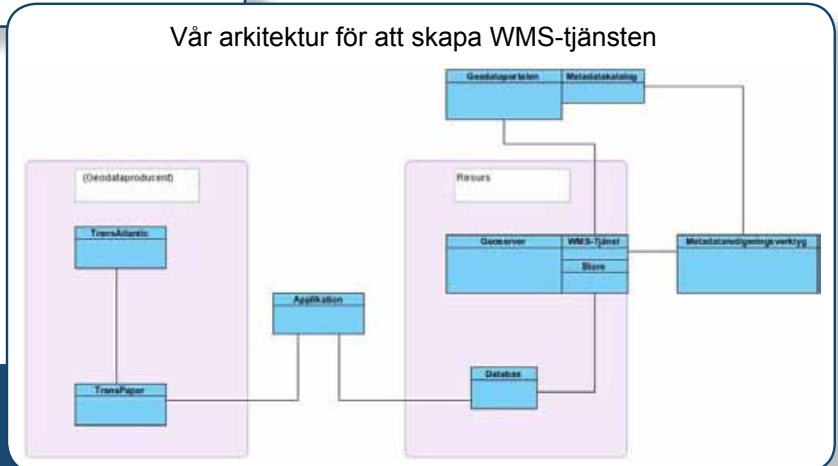 Vår arkitektur för att skapa WMS-tjänsten
Geodataportalen
Metadatakatalog
(Geodataproducent)
Resurs
TransAtlantic
Geoserver
WMS-Tjänst
Metadataredigeringsverktyg
Store
Applikation
TransPaper
Databas